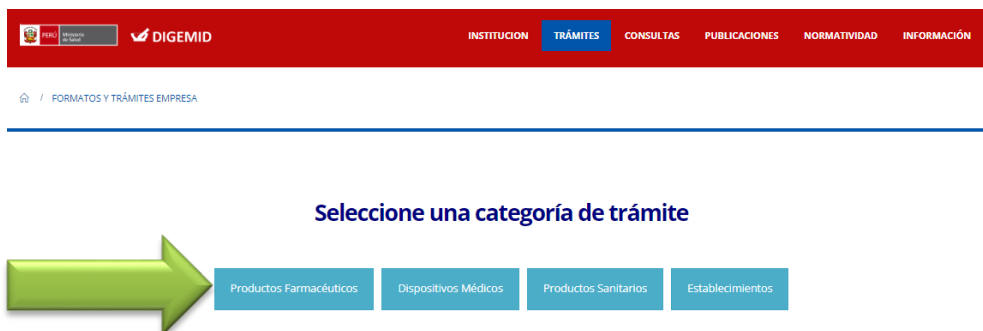 PERÚ Ministerio de Salud DIGEMID INSTITUCION TRÁMITES CONSULTAS PUBLICACIONES NORMATIVIDAD INFORMACIÓN
/ FORMATOS Y TRÁMITES EMPRESA
Seleccione una categoría de trámite
Productos Farmacéuticos Dispositivos Médicos Productos Sanitarios Establecimientos